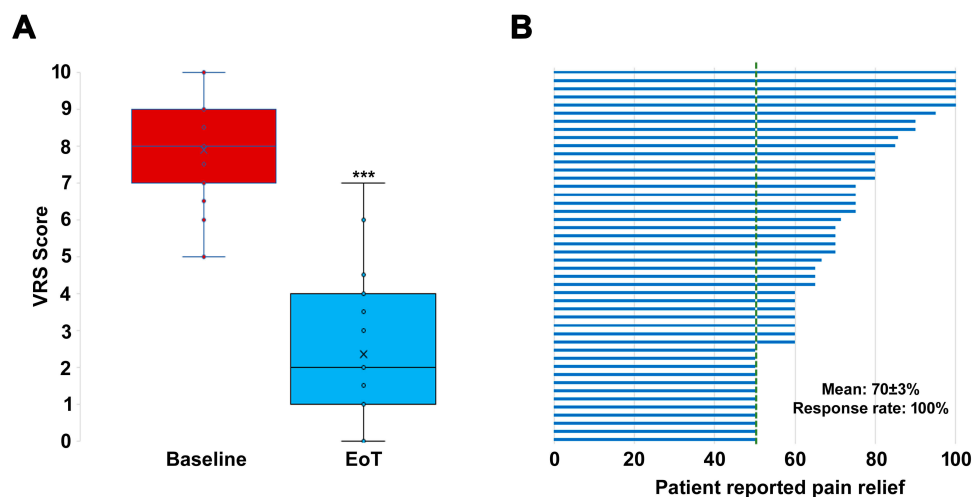 A
B
10
9
8
7
6
5
4
3
2
1
0
VRS Score
***
Baseline
EoT
Mean: 70±3%
Response rate: 100%
0
20
40
60
80
100
Patient reported pain relief